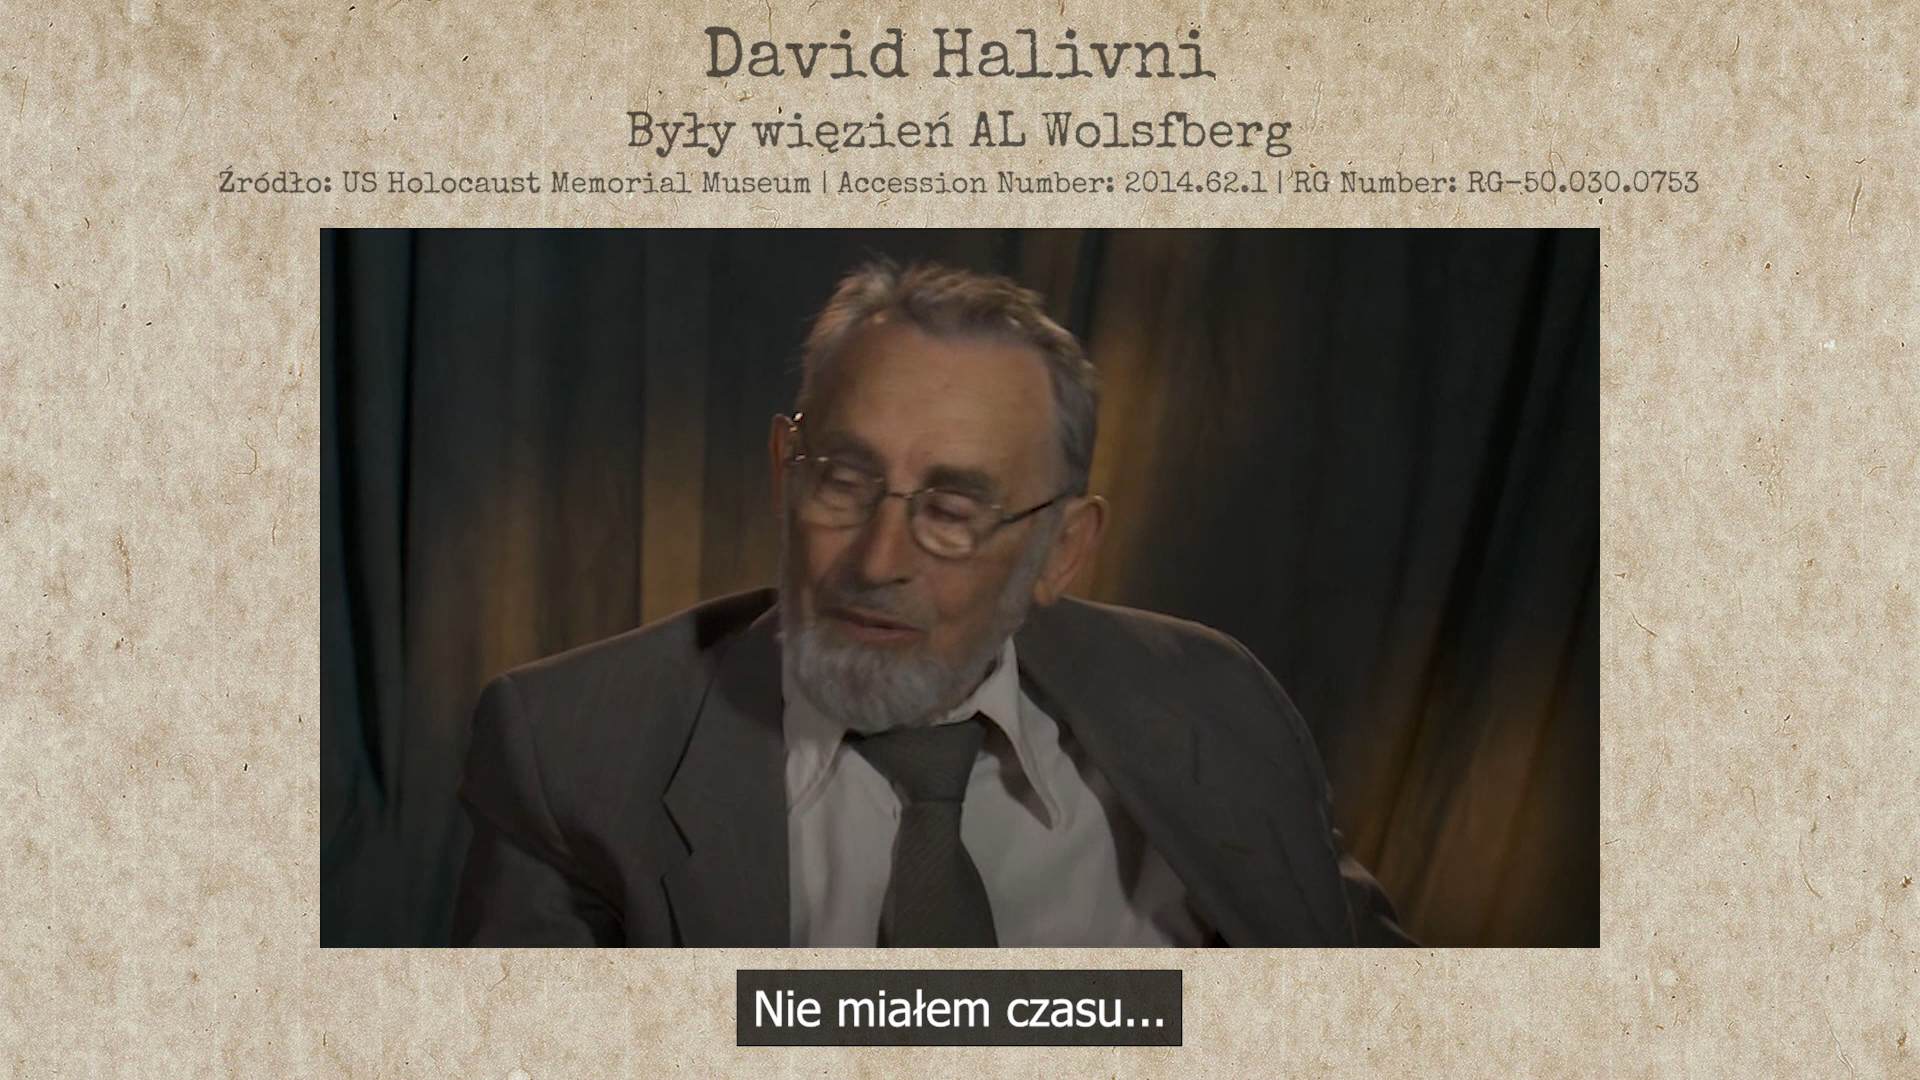 David Halivni
Były więzień AL Wolsfberg
Źródło: US Holocaust Memorial Museum | Accession Number: 2014.62.1 | RG Number: RG-50.030.0753
Nie miałem czasu...